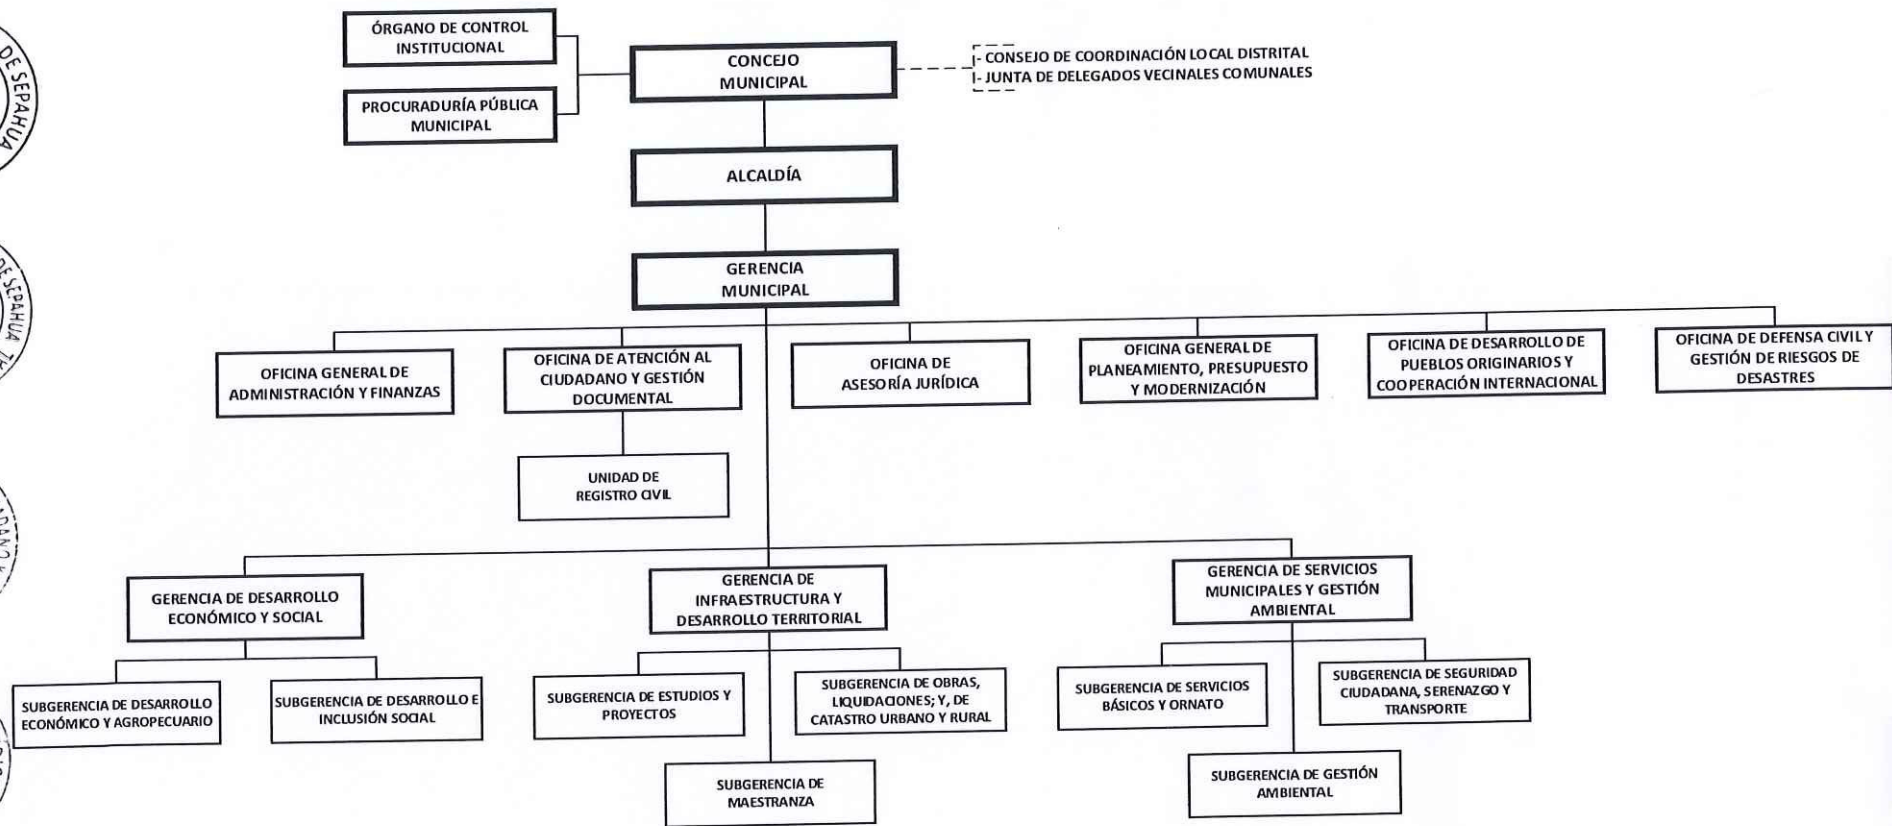 ÓRGANO DE CONTROL
INSTITUCIONAL
PROCURADURÍA PÚBLICA
MUNICIPAL
CONCEJO
MUNICIPAL
- CONSEJO DE COORDINACIÓN LOCAL DISTRITAL
- JUNTA DE DELEGADOS VECINALES COMUNALES
ALCALDÍA
GERENCIA
MUNICIPAL
OFICINA GENERAL DE
ADMINISTRACIÓN Y FINANZAS
OFICINA DE ATENCIÓN AL
CIUDADANO Y GESTIÓN
DOCUMENTAL
OFICINA DE
ASESORÍA JURÍDICA
OFICINA GENERAL DE
PLANEAMIENTO, PRESUPUESTO
Y MODERNIZACIÓN
OFICINA DE DESARROLLO DE
PUEBLOS ORIGINARIOS Y
COOPERACIÓN INTERNACIONAL
OFICINA DE DEFENSA CIVIL Y
GESTIÓN DE RIESGOS DE
DESASTRES
UNIDAD DE
REGISTRO CIVIL
GERENCIA DE DESARROLLO
ECONÓMICO Y SOCIAL
GERENCIA DE
INFRAESTRUCTURA Y
DESARROLLO TERRITORIAL
GERENCIA DE SERVICIOS
MUNICIPALES Y GESTIÓN
AMBIENTAL
SUBGERENCIA DE DESARROLLO
ECONÓMICO Y AGROPECUARIO
SUBGERENCIA DE DESARROLLO E
INCLUSIÓN SOCIAL
SUBGERENCIA DE ESTUDIOS Y
PROYECTOS
SUBGERENCIA DE OBRAS,
LIQUIDACIONES; Y, DE
CATASTRO URBANO Y RURAL
SUBGERENCIA DE SERVICIOS
BÁSICOS Y ORNATO
SUBGERENCIA DE SEGURIDAD
CIUDADANA, SERENAZGO Y
TRANSPORTE
SUBGERENCIA DE
MAESTRANZA
SUBGERENCIA DE GESTIÓN
AMBIENTAL
DE SEPAHUA
DE SEPAHUA